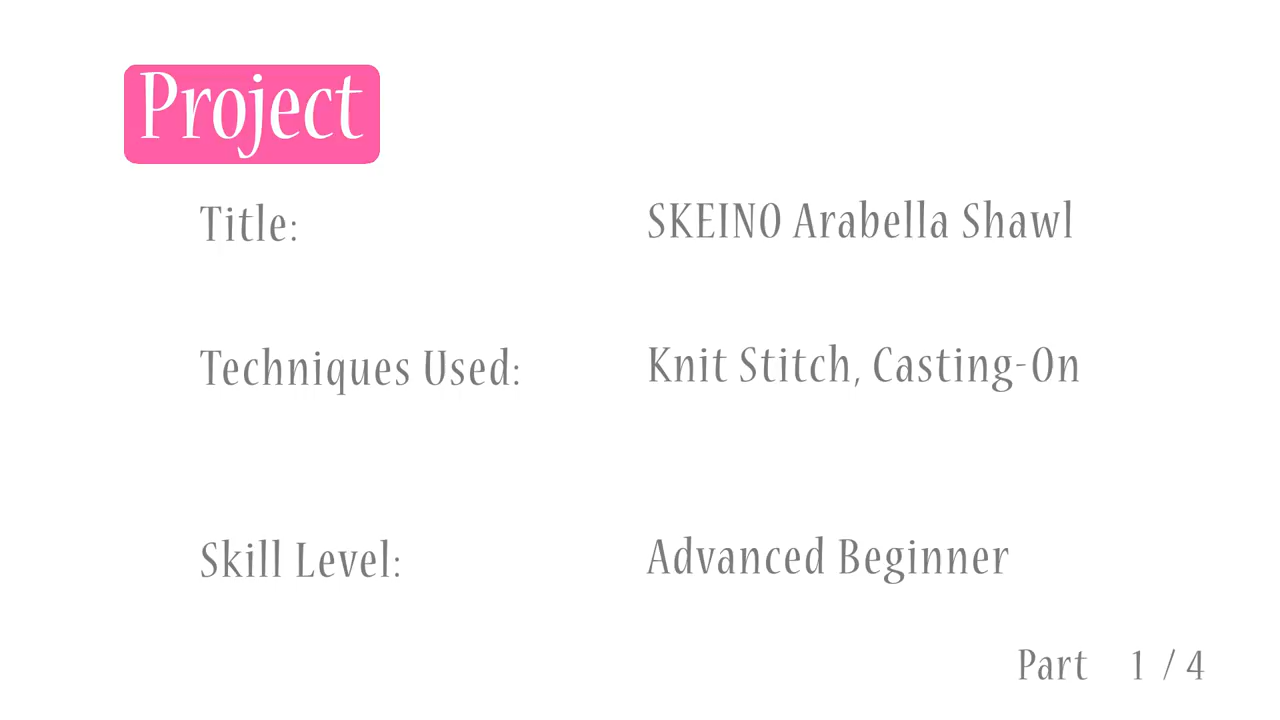 Project
Title: SKEINO Arabella Shawl
Techniques Used: Knit Stitch, Casting-On
Skill Level: Advanced Beginner
Part 1 / 4